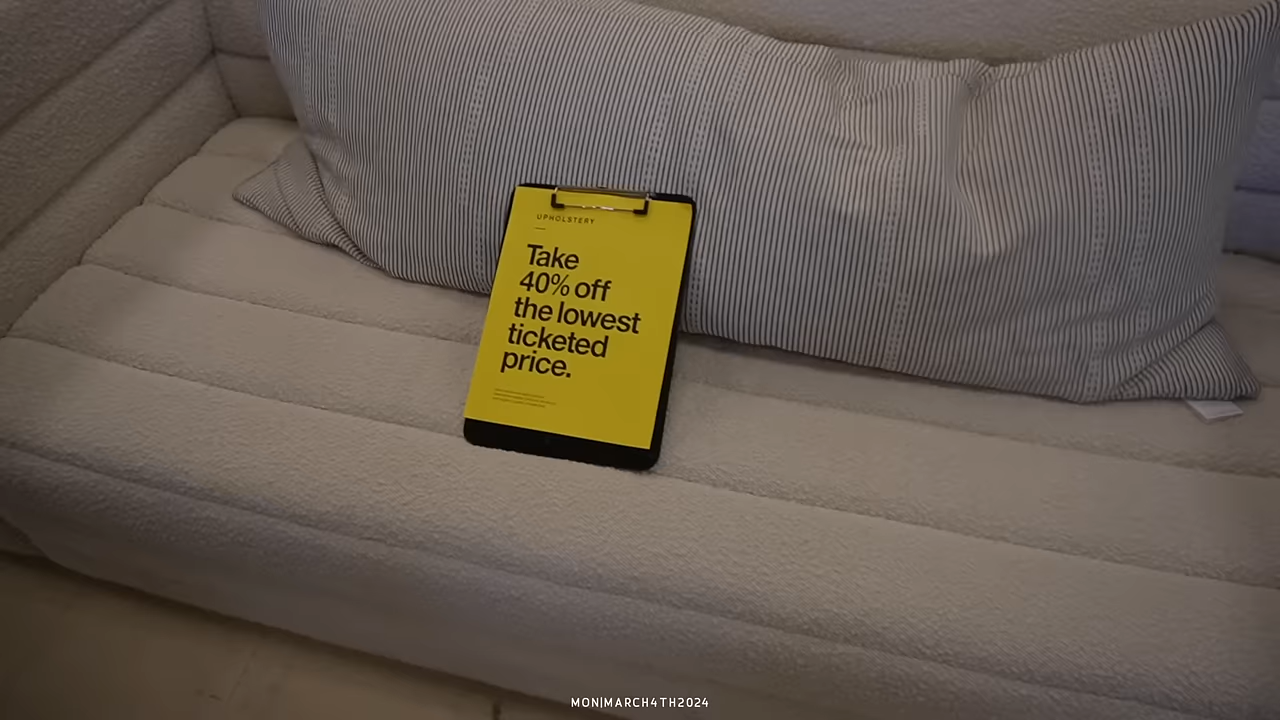 UPHOLSTERY
Take
40% off
the lowest
ticketed
price.
MON|MARCH4TH2024